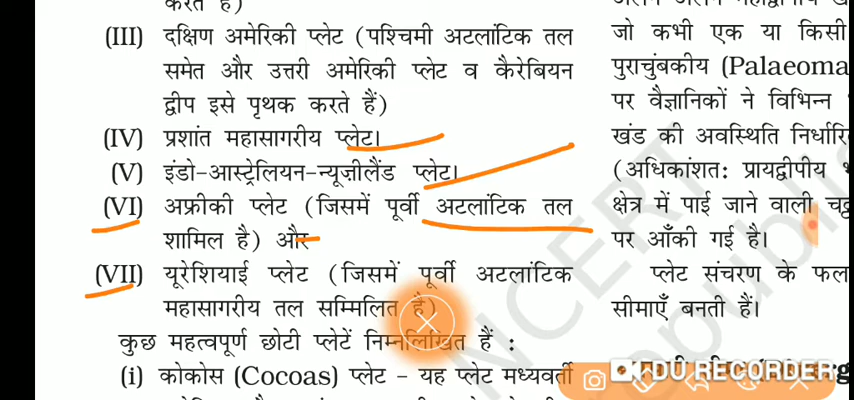 करते हैं)
(III) दक्षिण अमेरिकी प्लेट (पश्चिमी अटलांटिक तल
समेत और उत्तरी अमेरिकी प्लेट व कैरेबियन
द्वीप इसे पृथक करते हैं)
(IV) प्रशांत महासागरीय प्लेट।
(V) इंडो-आस्ट्रेलियन-न्यूज़ीलैंड प्लेट।
(VI) अफ्रीकी प्लेट (जिसमें पूर्वी अटलांटिक तल
शामिल है) और
(VII) यूरेशियाई प्लेट (जिसमें पूर्वी अटलांटिक
महासागरीय तल सम्मिलित है)
कुछ महत्वपूर्ण छोटी प्लेटें निम्नलिखित हैं :
(i) कोकोस (Cocoas) प्लेट – यह प्लेट मध्यवर्ती
जो कभी एक या किसी
पुराचुंबकीय (Palaeoma
पर वैज्ञानिकों ने विभिन्न
खंड की अवस्थिति निर्धारि
(अधिकांशत: प्रायद्वीपीय
क्षेत्र में पाई जाने वाली
पर आँकी गई है।
प्लेट संचरण के फल
सीमाएँ बनती हैं।
NCERT
republis
DU RECORDER